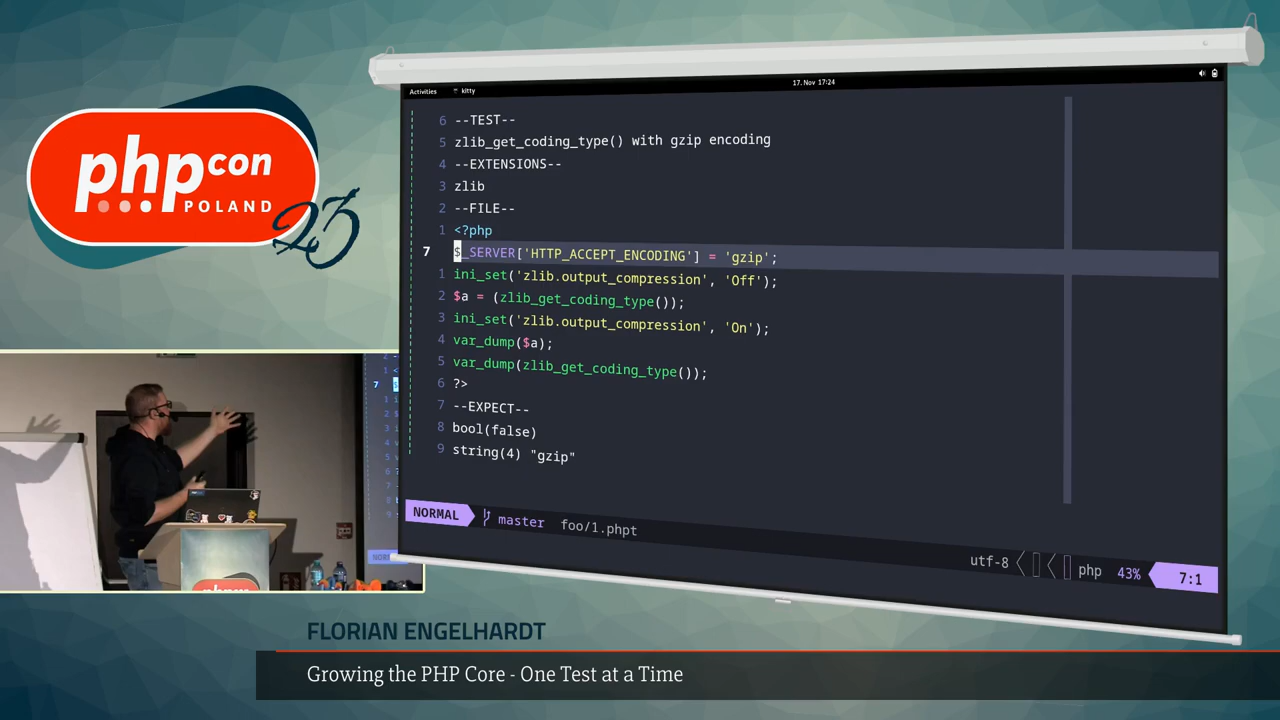 phpcon
POLAND
23
Activities
kitty
17. Nov 17:24
6 --TEST--
5 zlib_get_coding_type() with gzip encoding
4 --EXTENSIONS--
3 zlib
2 --FILE--
1 <?php
7 $_SERVER['HTTP_ACCEPT_ENCODING'] = 'gzip';
1 ini_set('zlib.output_compression', 'Off');
2 $a = (zlib_get_coding_type());
3 ini_set('zlib.output_compression', 'On');
4 var_dump($a);
5 var_dump(zlib_get_coding_type());
6 ?>
7 --EXPECT--
8 bool(false)
9 string(4) "gzip"
NORMAL master foo/1.phpt
utf-8 php 43% 7:1
FLORIAN ENGELHARDT
Growing the PHP Core - One Test at a Time